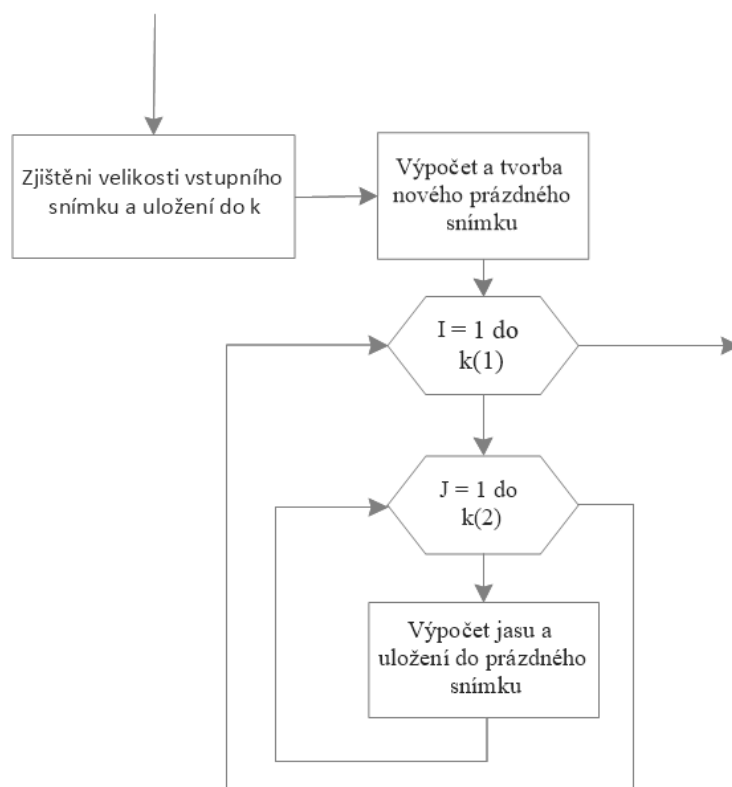 Zjištěni velikosti vstupního
snímku a uložení do k
Výpočet a tvorba
nového prázdného
snímku
I = 1 do
k(1)
J = 1 do
k(2)
Výpočet jasu a
uložení do prázdného
snímku